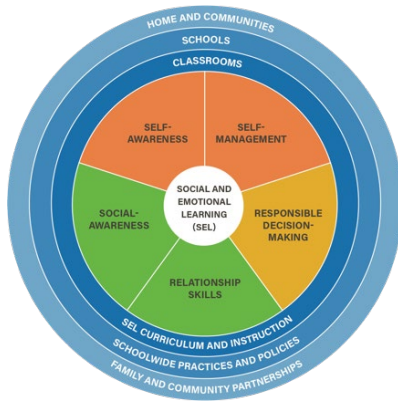 HOME AND COMMUNITIES
SCHOOLS
CLASSROOMS
SELF-
AWARENESS
SELF-
MANAGEMENT
SOCIAL AND
EMOTIONAL
LEARNING
(SEL)
SOCIAL-
AWARENESS
RESPONSIBLE
DECISION-
MAKING
RELATIONSHIP
SKILLS
SEL CURRICULUM AND INSTRUCTION
SCHOOLWIDE PRACTICES AND POLICIES
FAMILY AND COMMUNITY PARTNERSHIPS